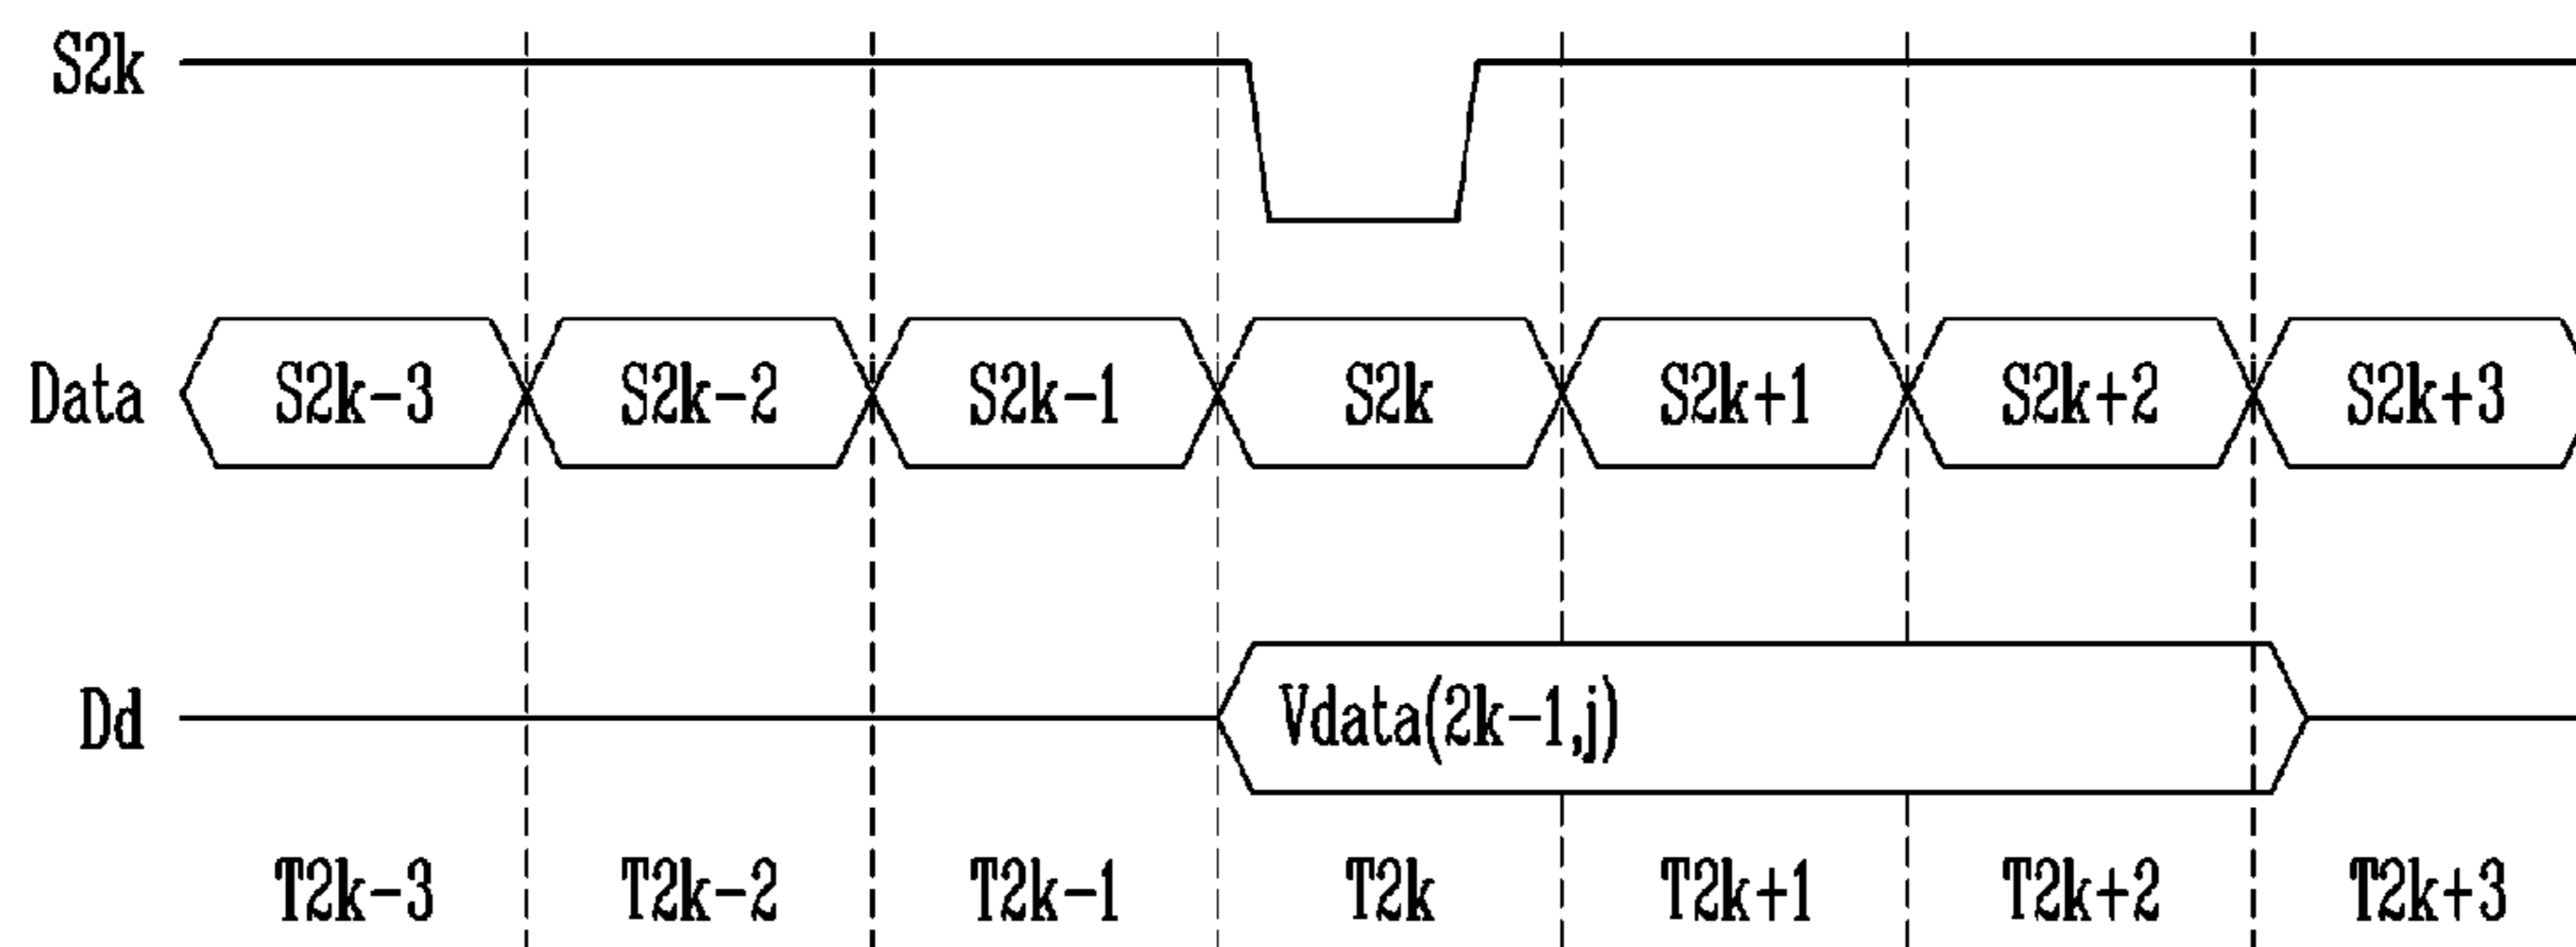 S2k
Data S2k-3 S2k-2 S2k-1 S2k S2k+1 S2k+2 S2k+3
Dd Vdata(2k-1,j)
T2k-3 T2k-2 T2k-1 T2k T2k+1 T2k+2 T2k+3